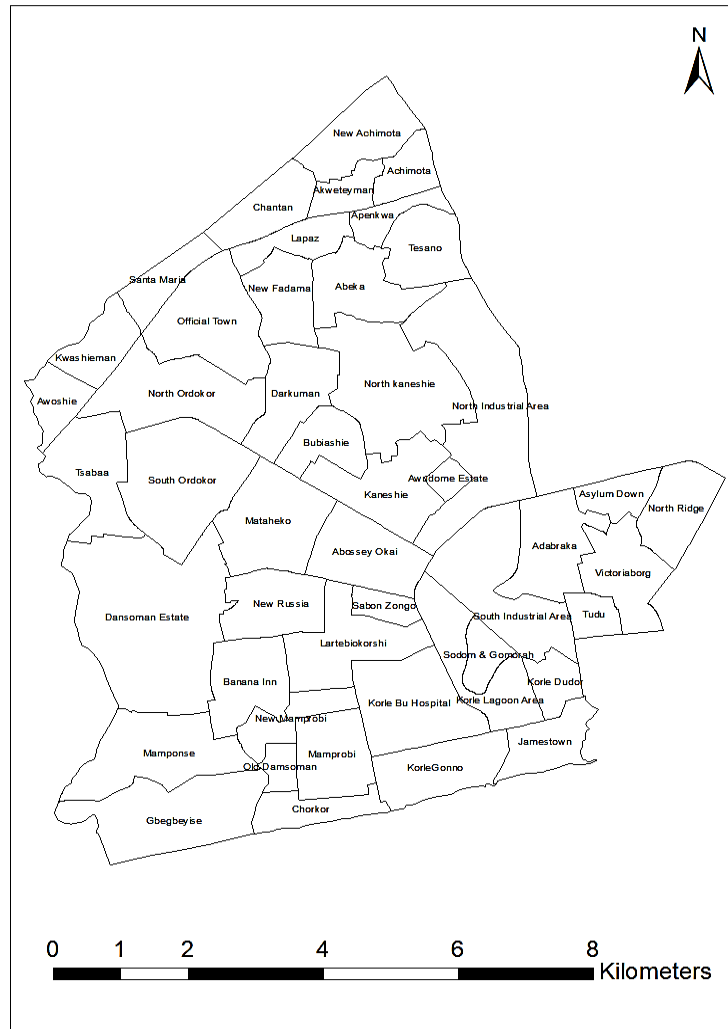 N
New Achimota
Achimota
Akweteyman
Chantan
Apenkwa
Lapaz
Tesano
Santa Maria
New Fadama
Abeka
Official Town
Kwashieman
North kaneshie
North Ordokor
Darkuman
Awoshie
North Industrial Area
Bubiashie
Tsabaa
South Ordokor
Awudome Estate
Kaneshie
Asylum Down
North Ridge
Mataheko
Abossey Okai
Adabraka
Victoriaborg
New Russia
Sabon Zongo
Dansoman Estate
South Industrial Area
Tudu
Lartebiokorshi
Sodom & Gomorah
Banana Inn
Korle Dudor
Korle Bu Hospital
Korle Lagoon Area
New Mamprobi
Jamestown
Mamponse
Mamprobi
Old Damsoman
KorleGonno
Chorkor
Gbegbeyise
0 1 2 4 6 8
Kilometers